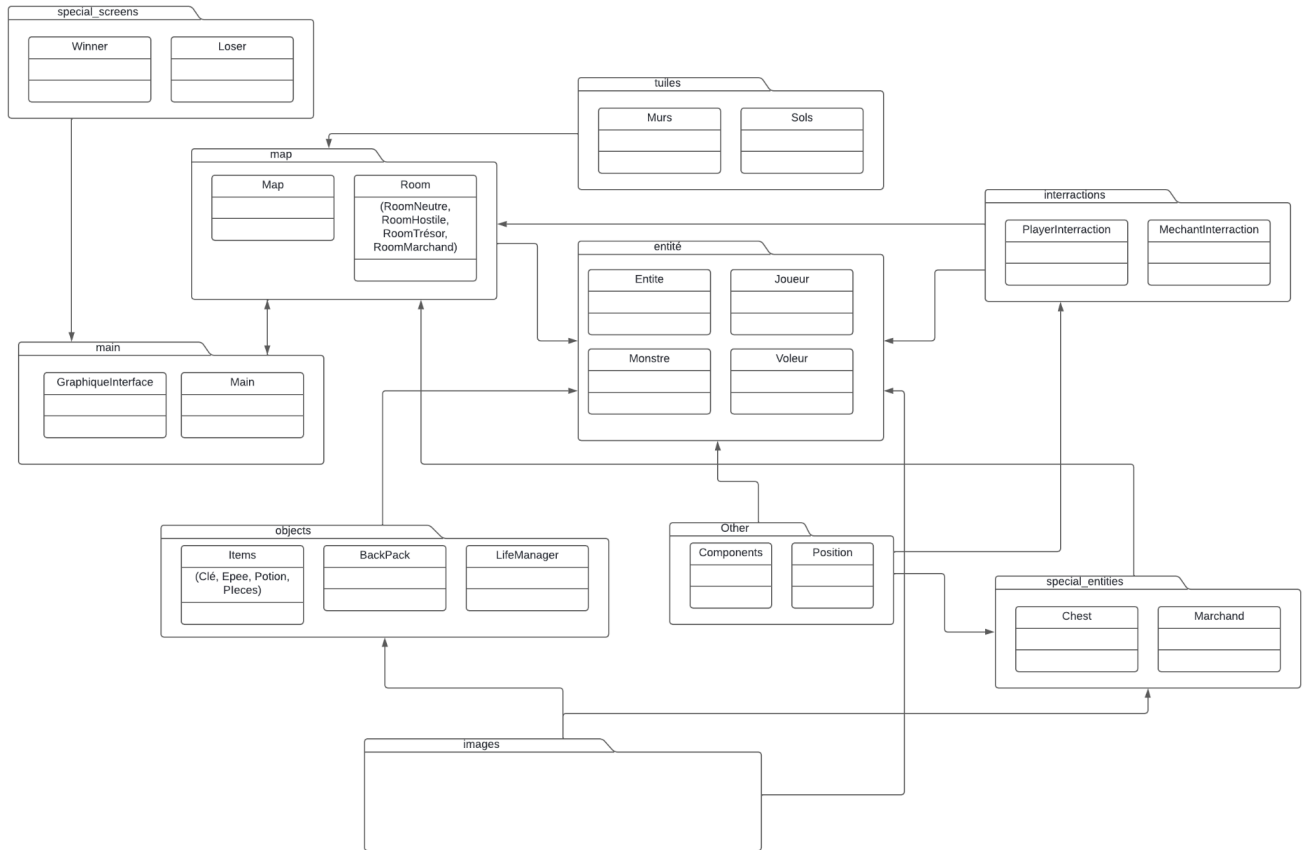 special_screens
Winner
Loser
tuiles
Murs
Sols
map
Map
Room
(RoomNeutre,
RoomHostile,
RoomTrésor,
RoomMarchand)
interractions
PlayerInterraction
MechantInterraction
entité
Entite
Joueur
Monstre
Voleur
main
GraphiqueInterface
Main
objects
Items
(Clé, Epee, Potion,
PIeces)
BackPack
LifeManager
Other
Components
Position
special_entities
Chest
Marchand
images